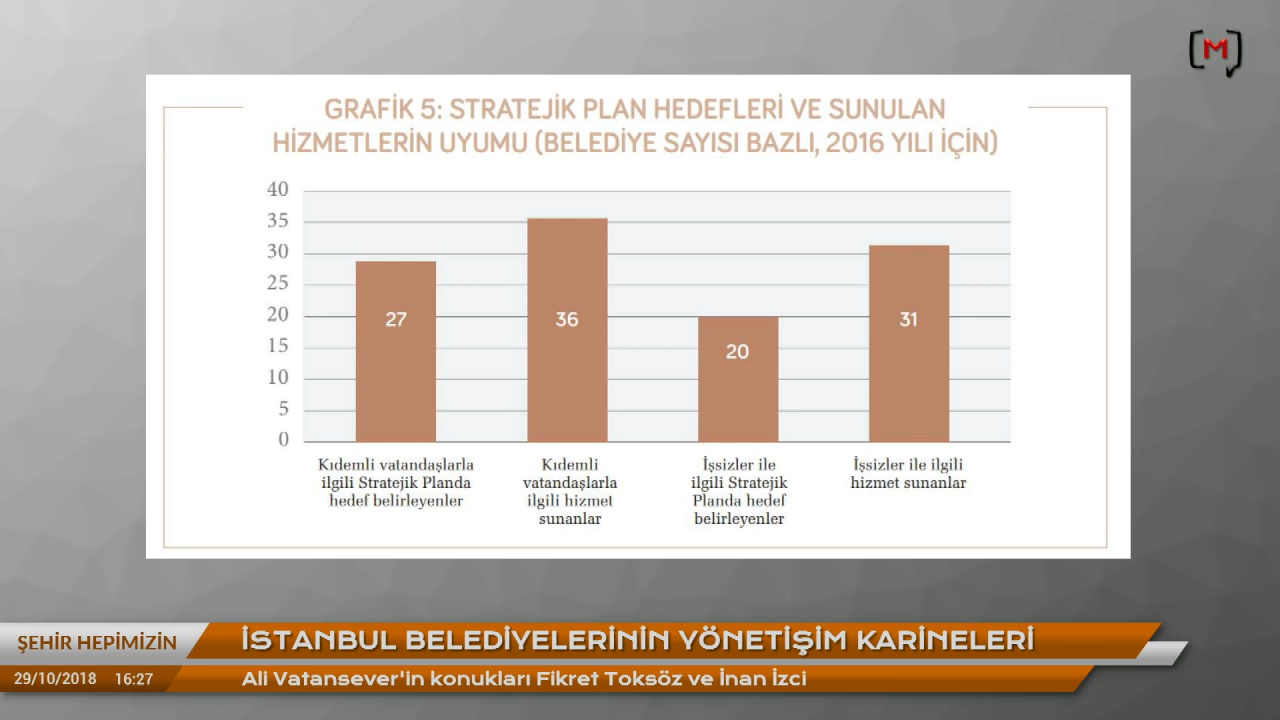 [M]
GRAFİK 5: STRATEJİK PLAN HEDEFLERİ VE SUNULAN
HİZMETLERİN UYUMU (BELEDİYE SAYISI BAZLI, 2016 YILI İÇİN)
40
35
30
25
20
15
10
5
0
27
36
20
31
Kıdemli vatandaşlarla
ilgili Stratejik Planda
hedef belirleyenler
Kıdemli
vatandaşlarla
ilgili hizmet
sunanlar
İşsizler ile
ilgili Stratejik
Planda hedef
belirleyenler
İşsizler ile ilgili
hizmet sunanlar
ŞEHİR HEPİMİZİN
İSTANBUL BELEDİYELERİNİN YÖNETİŞİM KARİNELERİ
29/10/2018 16:27
Ali Vatansever'in konukları Fikret Toksöz ve İnan İzci